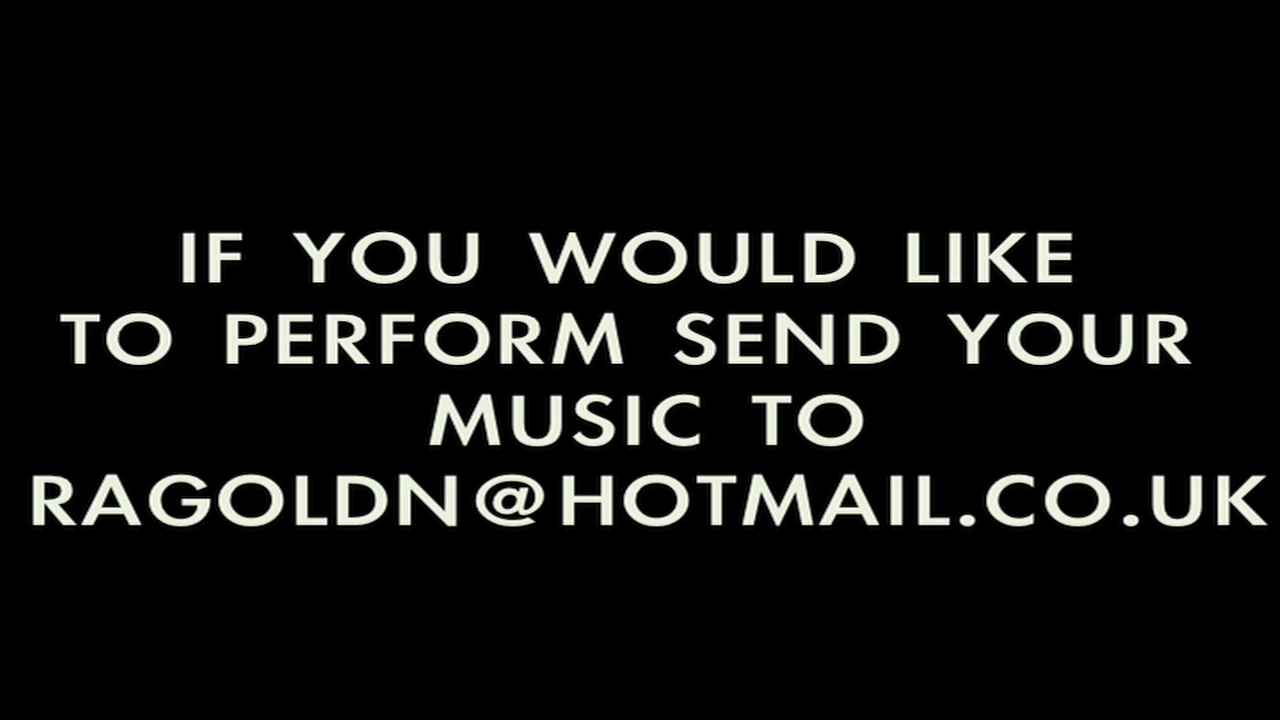 IF YOU WOULD LIKE
TO PERFORM SEND YOUR
MUSIC TO
RAGOLDN@HOTMAIL.CO.UK